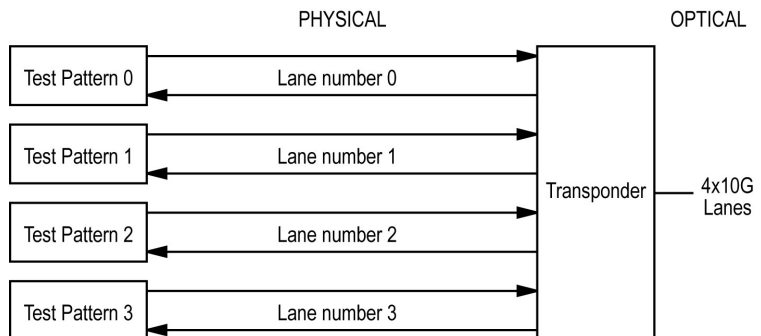 PHYSICAL
OPTICAL
Test Pattern 0
Lane number 0
Test Pattern 1
Lane number 1
Transponder
4x10G
Lanes
Test Pattern 2
Lane number 2
Test Pattern 3
Lane number 3